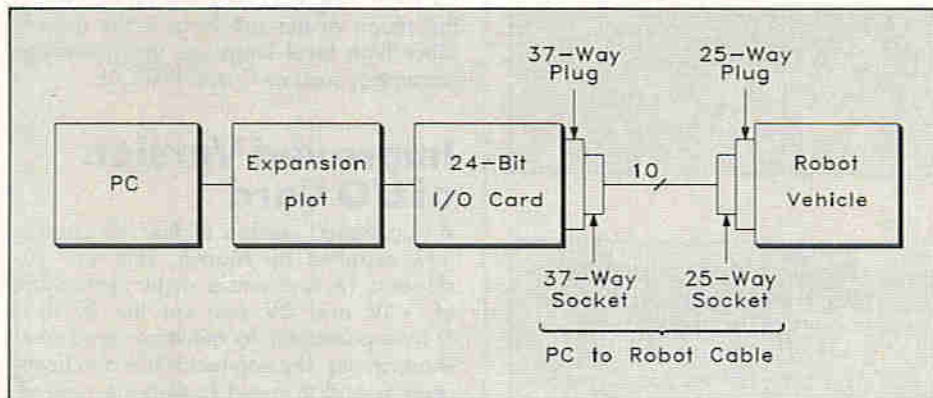 37-Way
Plug
25-Way
Plug
PC
Expansion
plot
24-Bit
I/O Card
10
Robot
Vehicle
37-Way
Socket
25-Way
Socket
PC to Robot Cable